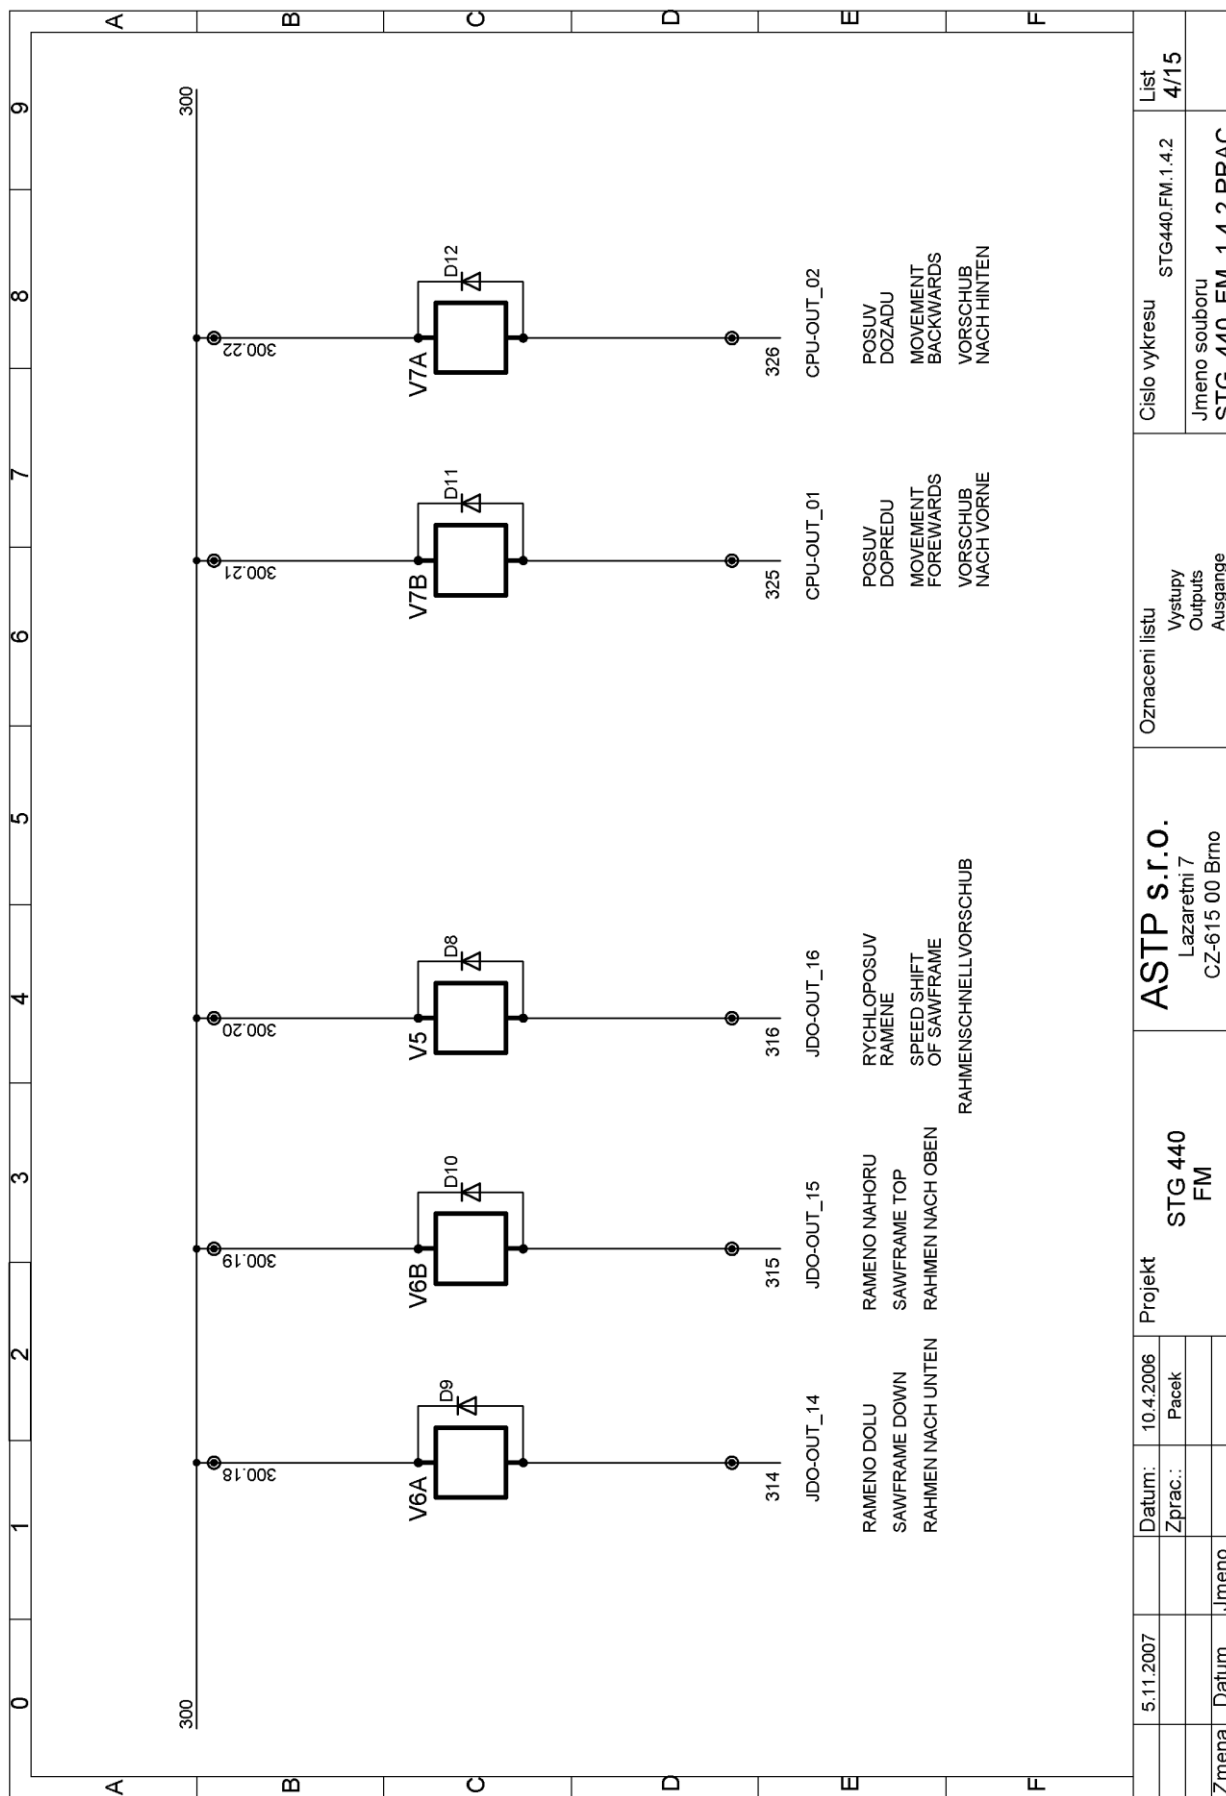 0 1 2 3 4 5 6 7 8 9
A A
B B
C C
D D
E E
F F
300 300
300.18 300.19 300.20 300.21 300.22
V6A D9 V6B D10 V5 D8 V7B D11 V7A D12
314 315 316 325 326
JDO-OUT_14 JDO-OUT_15 JDO-OUT_16 CPU-OUT_01 CPU-OUT_02
RAMENO DOLU
SAWFRAME DOWN
RAHMEN NACH UNTEN
RAMENO NAHORU
SAWFRAME TOP
RAHMEN NACH OBEN
RYCHLOPOSUV
RAMENE
SPEED SHIFT
OF SAWFRAME
RAHMENSCHNELLVORSCHUB
POSUV
DOPREDU
MOVEMENT
FOREWARDS
VORSCHUB
NACH VORNE
POSUV
DOZADU
MOVEMENT
BACKWARDS
VORSCHUB
NACH HINTEN
5.11.2007
Zmena Datum Jmeno
Datum: 10.4.2006
Zprac.: Pacek
Projekt
STG 440
FM
ASTP s.r.o.
Lazaretni 7
CZ-615 00 Brno
Oznaceni listu
Vystupy
Outputs
Ausgange
Cislo vykresu
STG440.FM.1.4.2
Jmeno souboru
STG_440_FM_1.4.2.PRAC
List
4/15